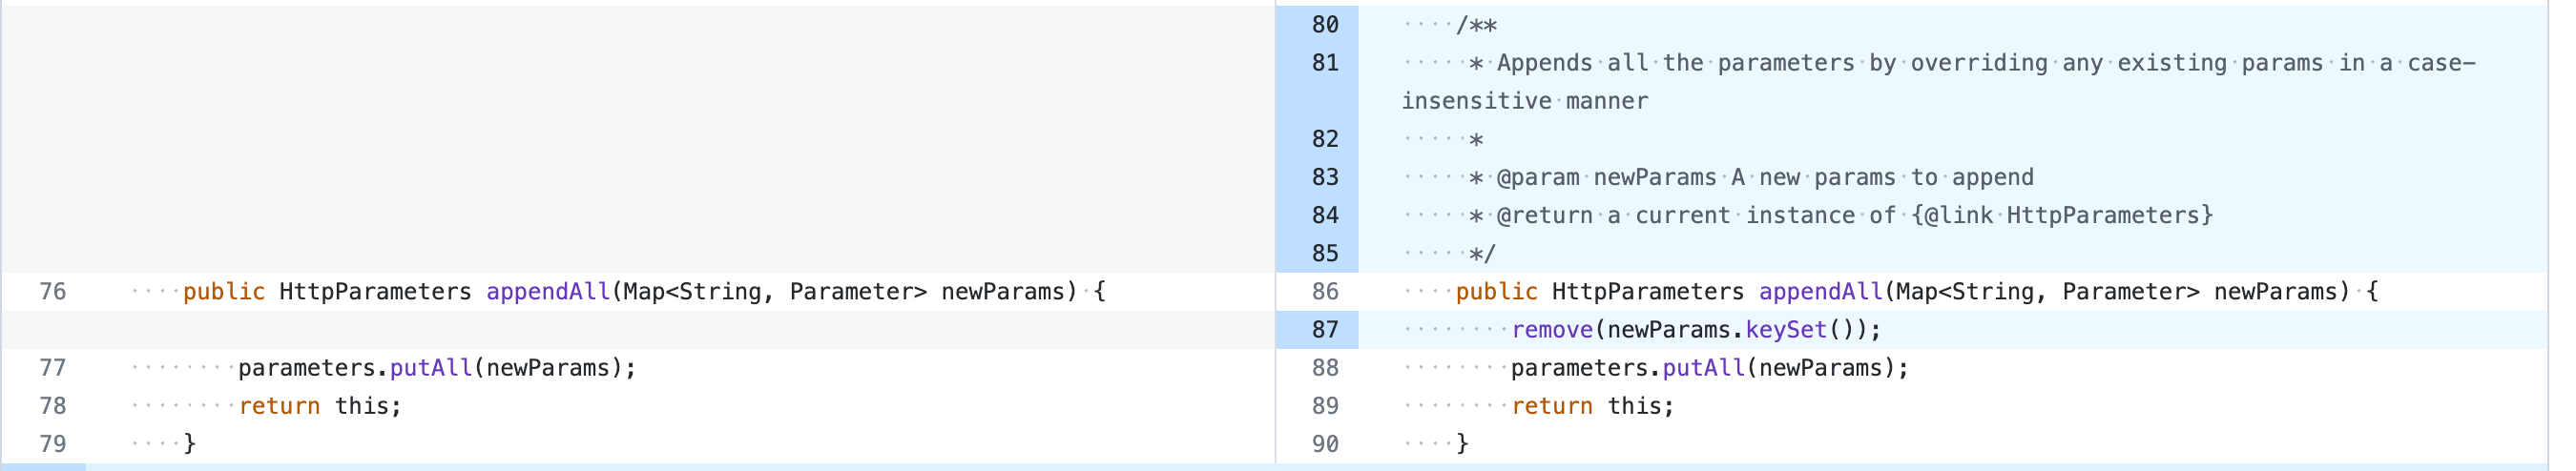 80 /**
81 * Appends all the parameters by overriding any existing params in a case-
insensitive manner
82 *
83 * @param newParams A new params to append
84 * @return a current instance of {@link HttpParameters}
85 */
76 public HttpParameters appendAll(Map<String, Parameter> newParams) {
86 public HttpParameters appendAll(Map<String, Parameter> newParams) {
87 remove(newParams.keySet());
77 parameters.putAll(newParams);
88 parameters.putAll(newParams);
78 return this;
89 return this;
79 }
90 }